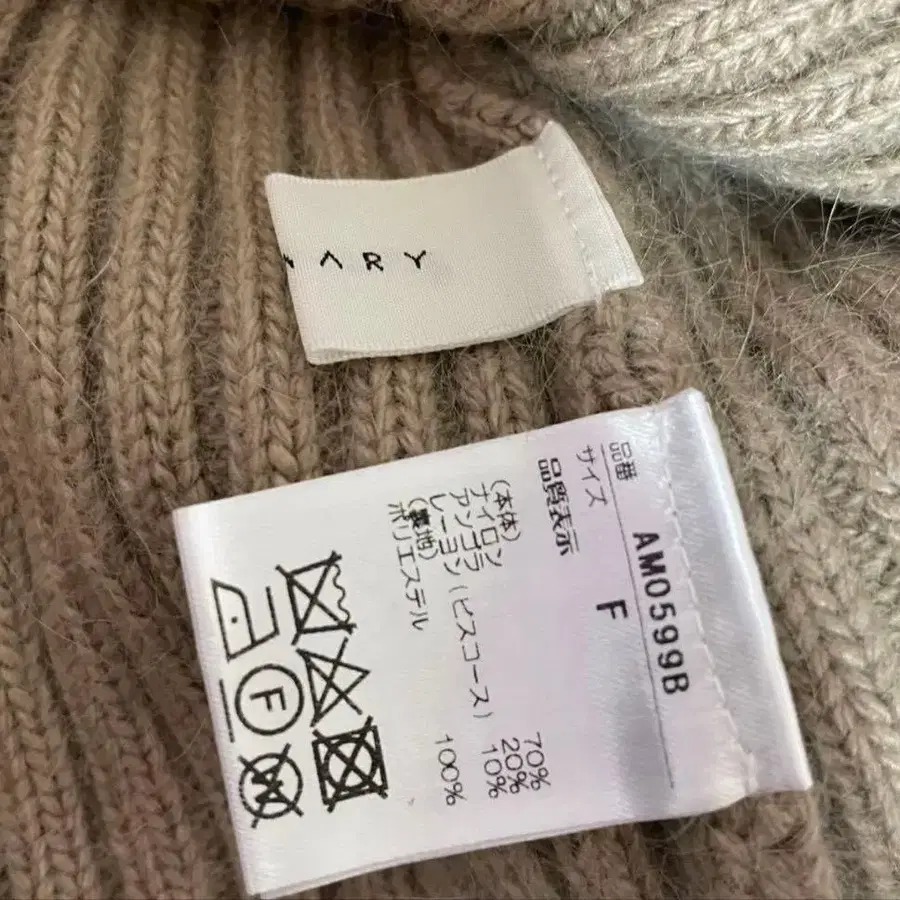 ARY
品番 AM0599B
サイズ F
品質表示
(本体)
ナイロン 70%
アンゴラ 20%
レーヨン(ビスコース) 10%
(裏地)
ポリエステル 100%
F
W